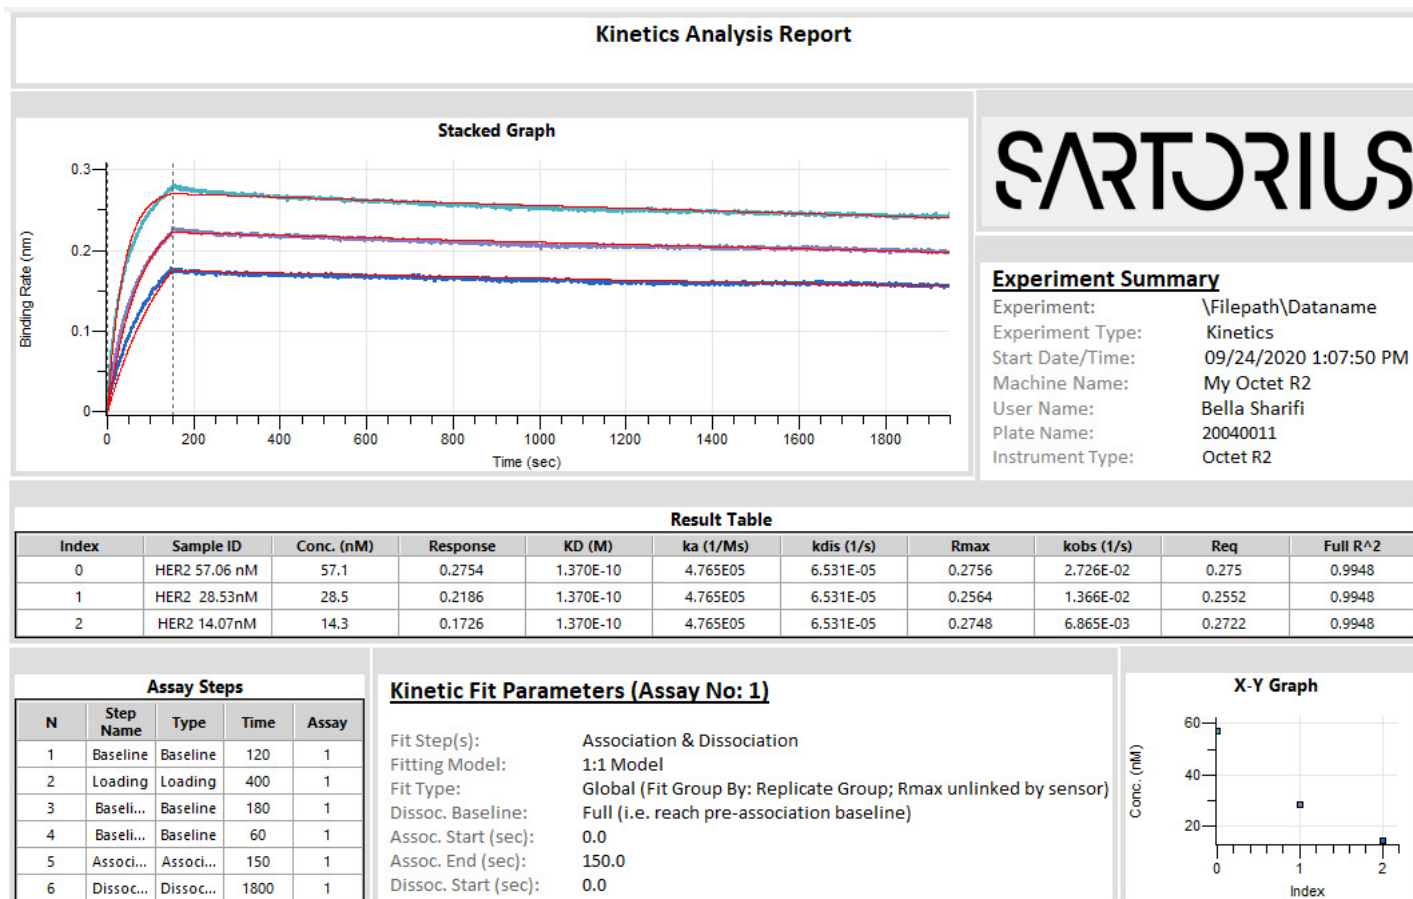 Kinetics Analysis Report
Stacked Graph
Binding Rate (nm)
0.3
0.2
0.1
0
0 200 400 600 800 1000 1200 1400 1600 1800
Time (sec)
SARTORIUS
Experiment Summary
Experiment: \Filepath\Dataname
Experiment Type: Kinetics
Start Date/Time: 09/24/2020 1:07:50 PM
Machine Name: My Octet R2
User Name: Bella Sharifi
Plate Name: 20040011
Instrument Type: Octet R2
Result Table
Index Sample ID Conc. (nM) Response KD (M) ka (1/Ms) kdis (1/s) Rmax kobs (1/s) Req Full R^2
0 HER2 57.06 nM 57.1 0.2754 1.370E-10 4.765E05 6.531E-05 0.2756 2.726E-02 0.275 0.9948
1 HER2 28.53nM 28.5 0.2186 1.370E-10 4.765E05 6.531E-05 0.2564 1.366E-02 0.2552 0.9948
2 HER2 14.07nM 14.3 0.1726 1.370E-10 4.765E05 6.531E-05 0.2748 6.865E-03 0.2722 0.9948
Assay Steps
N Step Name Type Time Assay
1 Baseline Baseline 120 1
2 Loading Loading 400 1
3 Baseli... Baseline 180 1
4 Baseli... Baseline 60 1
5 Associ... Associ... 150 1
6 Dissoc... Dissoc... 1800 1
Kinetic Fit Parameters (Assay No: 1)
Fit Step(s): Association & Dissociation
Fitting Model: 1:1 Model
Fit Type: Global (Fit Group By: Replicate Group; Rmax unlinked by sensor)
Dissoc. Baseline: Full (i.e. reach pre-association baseline)
Assoc. Start (sec): 0.0
Assoc. End (sec): 150.0
Dissoc. Start (sec): 0.0
X-Y Graph
Conc. (nM)
60
40
20
0 1 2
Index